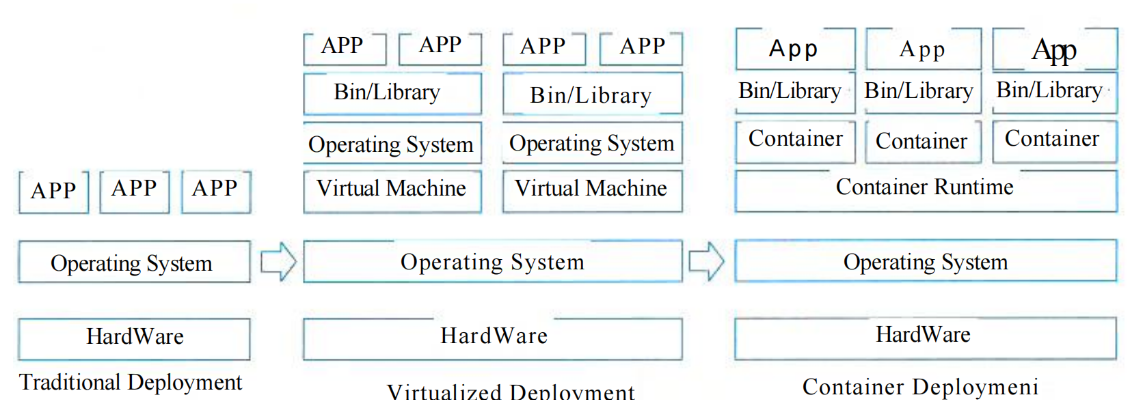 APP APP APP APP App App App
Bin/Library Bin/Library Bin/Library Bin/Library Bin/Library
Operating System Operating System Container Container Container
APP APP APP Virtual Machine Virtual Machine Container Runtime
Operating System Operating System Operating System
HardWare HardWare HardWare
Traditional Deployment Virtualized Deployment Container Deploymeni